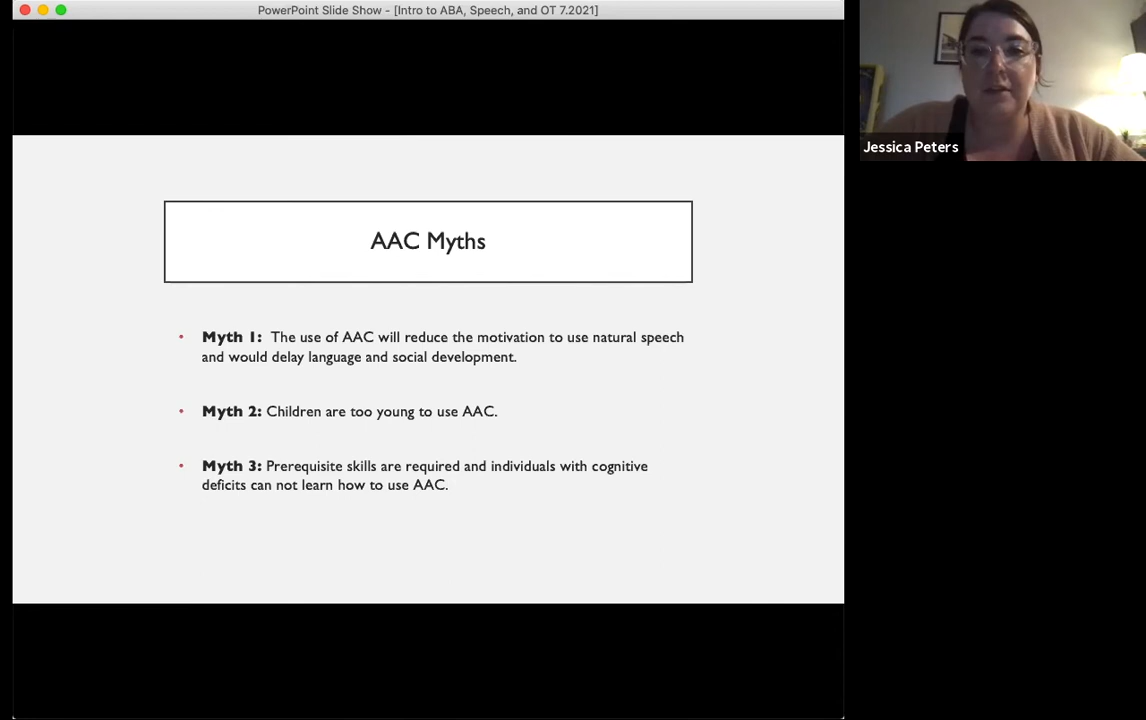 PowerPoint Slide Show - [Intro to ABA, Speech, and OT 7.2021]
Jessica Peters
AAC Myths
• Myth 1: The use of AAC will reduce the motivation to use natural speech
and would delay language and social development.
• Myth 2: Children are too young to use AAC.
• Myth 3: Prerequisite skills are required and individuals with cognitive
deficits can not learn how to use AAC.